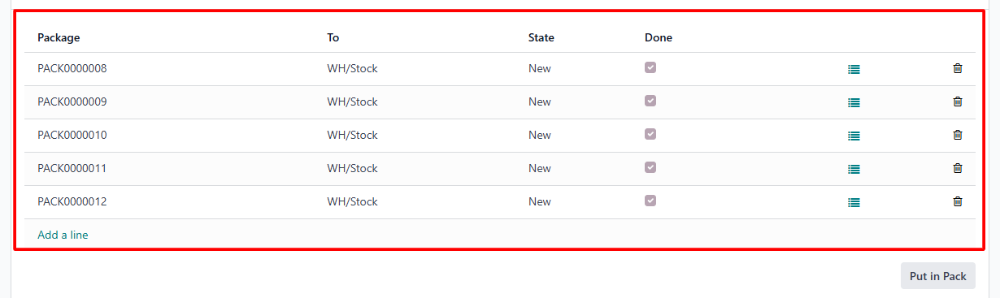 Package To State Done
PACK0000008 WH/Stock New
PACK0000009 WH/Stock New
PACK0000010 WH/Stock New
PACK0000011 WH/Stock New
PACK0000012 WH/Stock New
Add a line
Put in Pack